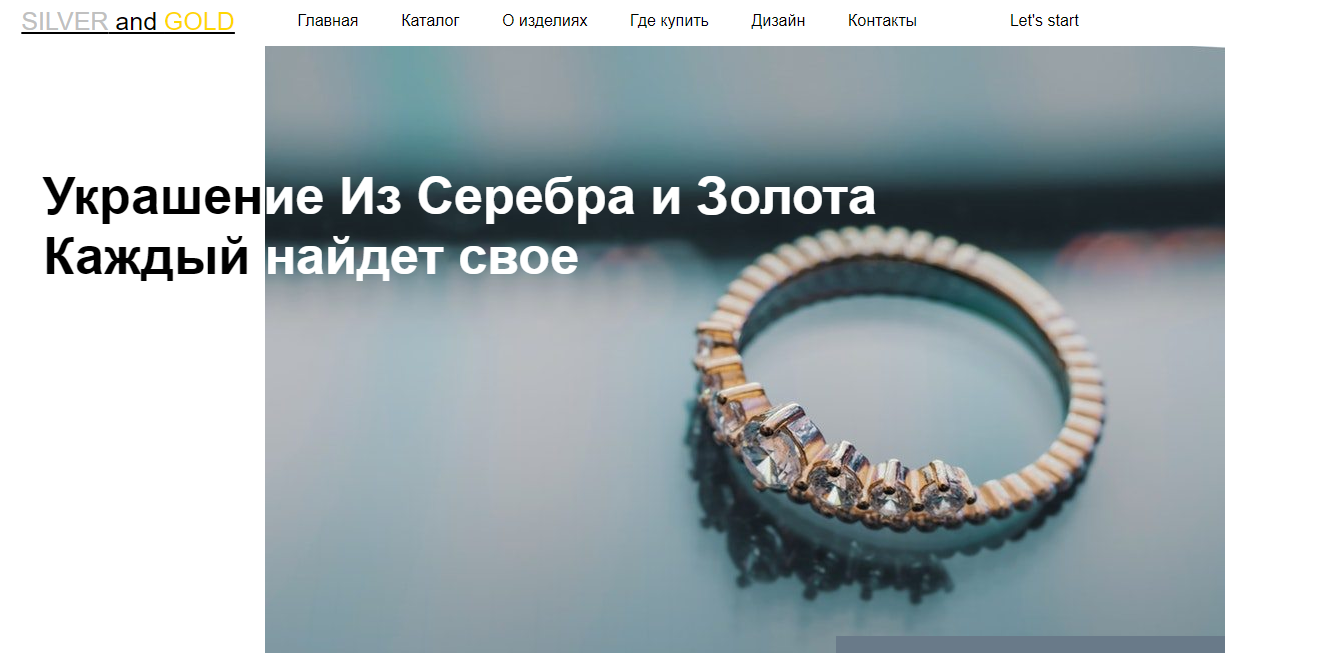 SILVER and GOLD Главная Каталог О изделиях Где купить Дизайн Контакты Let's start
Украшение Из Серебра и Золота
Каждый найдет свое